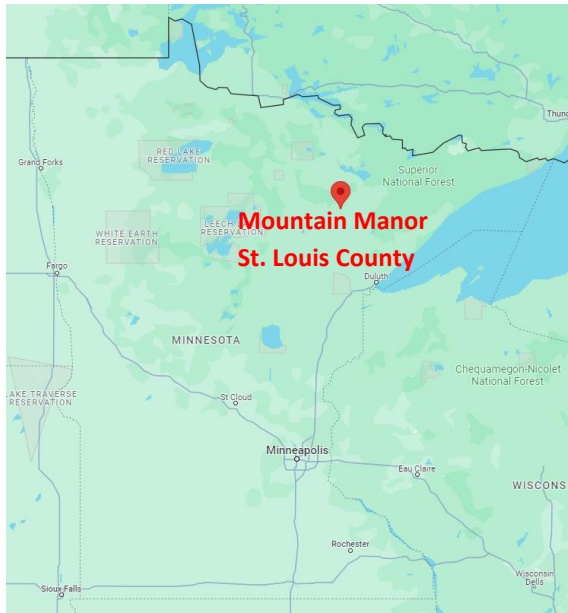 Thun
Grand Forks
RED LAKE
RESERVATION
Superior
National Forest
WHITE EARTH
RESERVATION
LEECH
RESERVATION
Mountain Manor
St. Louis County
Fargo
Duluth
MINNESOTA
Chequamegon-Nicolet
National Forest
LAKE TRAVERSE
RESERVATION
St Cloud
Minneapolis
Eau Claire
WISCONS
Rochester
Wisconsin
Dells
Sioux Falls